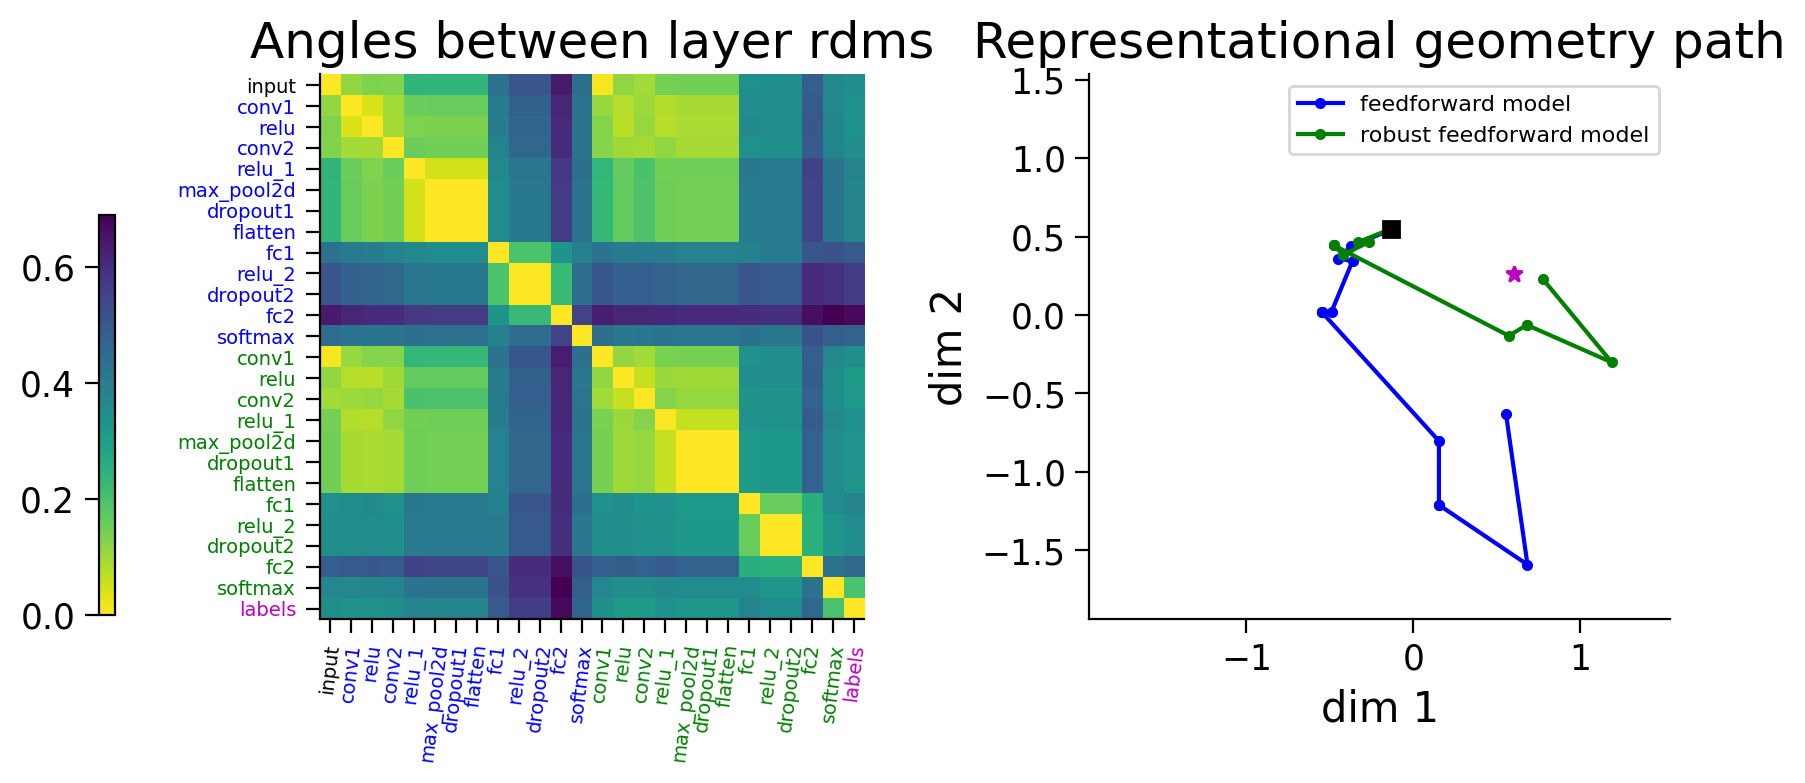 Angles between layer rdms
0.6
0.4
0.2
0.0
input
conv1
relu
conv2
relu_1
max_pool2d
dropout1
flatten
fc1
relu_2
dropout2
fc2
softmax
conv1
relu
conv2
relu_1
max_pool2d
dropout1
flatten
fc1
relu_2
dropout2
fc2
softmax
labels
input
conv1
relu
conv2
relu_1
max_pool2d
dropout1
flatten
fc1
relu_2
dropout2
fc2
softmax
conv1
relu
conv2
relu_1
max_pool2d
dropout1
flatten
fc1
relu_2
dropout2
fc2
softmax
labels
Representational geometry path
feedforward model
robust feedforward model
dim 2
1.5
1.0
0.5
0.0
−0.5
−1.0
−1.5
−1
0
1
dim 1